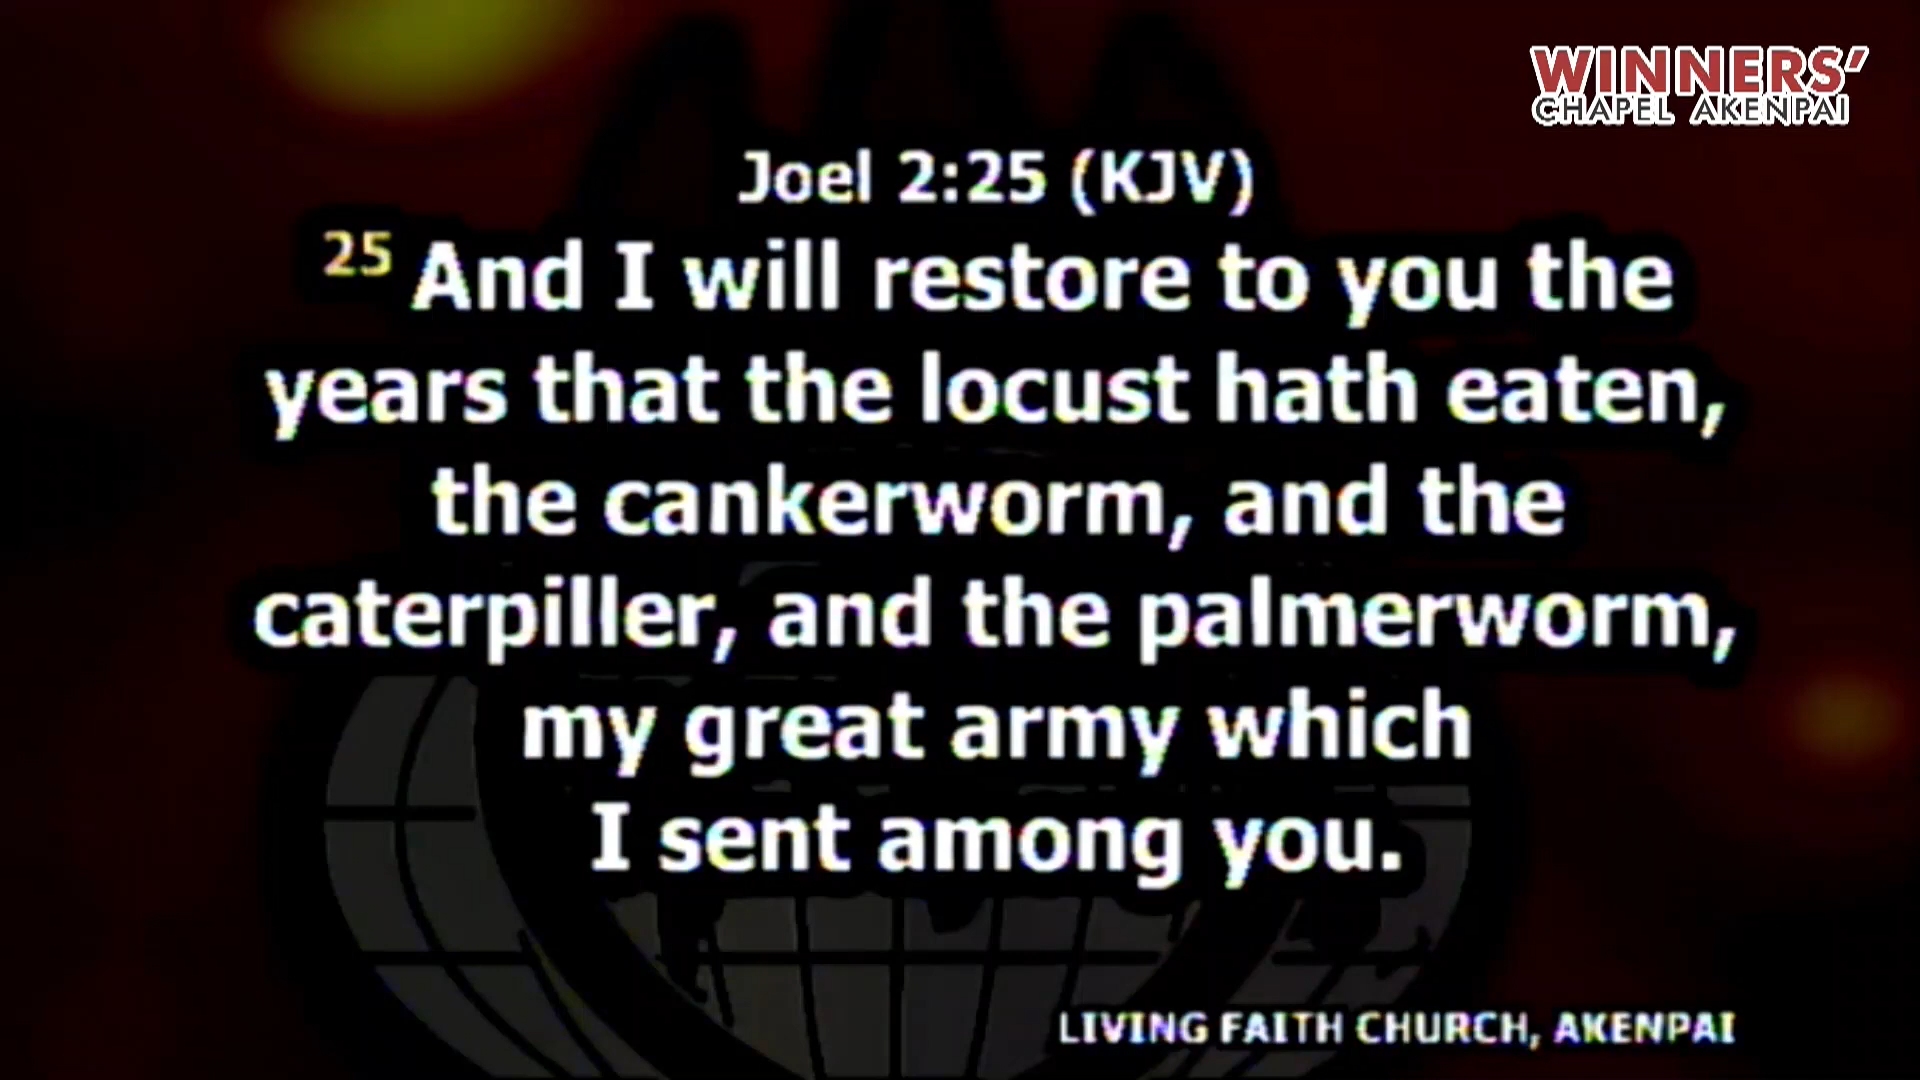 WINNERS'
CHAPEL AKENPAI
Joel 2:25 (KJV)
25 And I will restore to you the
years that the locust hath eaten,
the cankerworm, and the
caterpiller, and the palmerworm,
my great army which
I sent among you.
LIVING FAITH CHURCH, AKENPAI